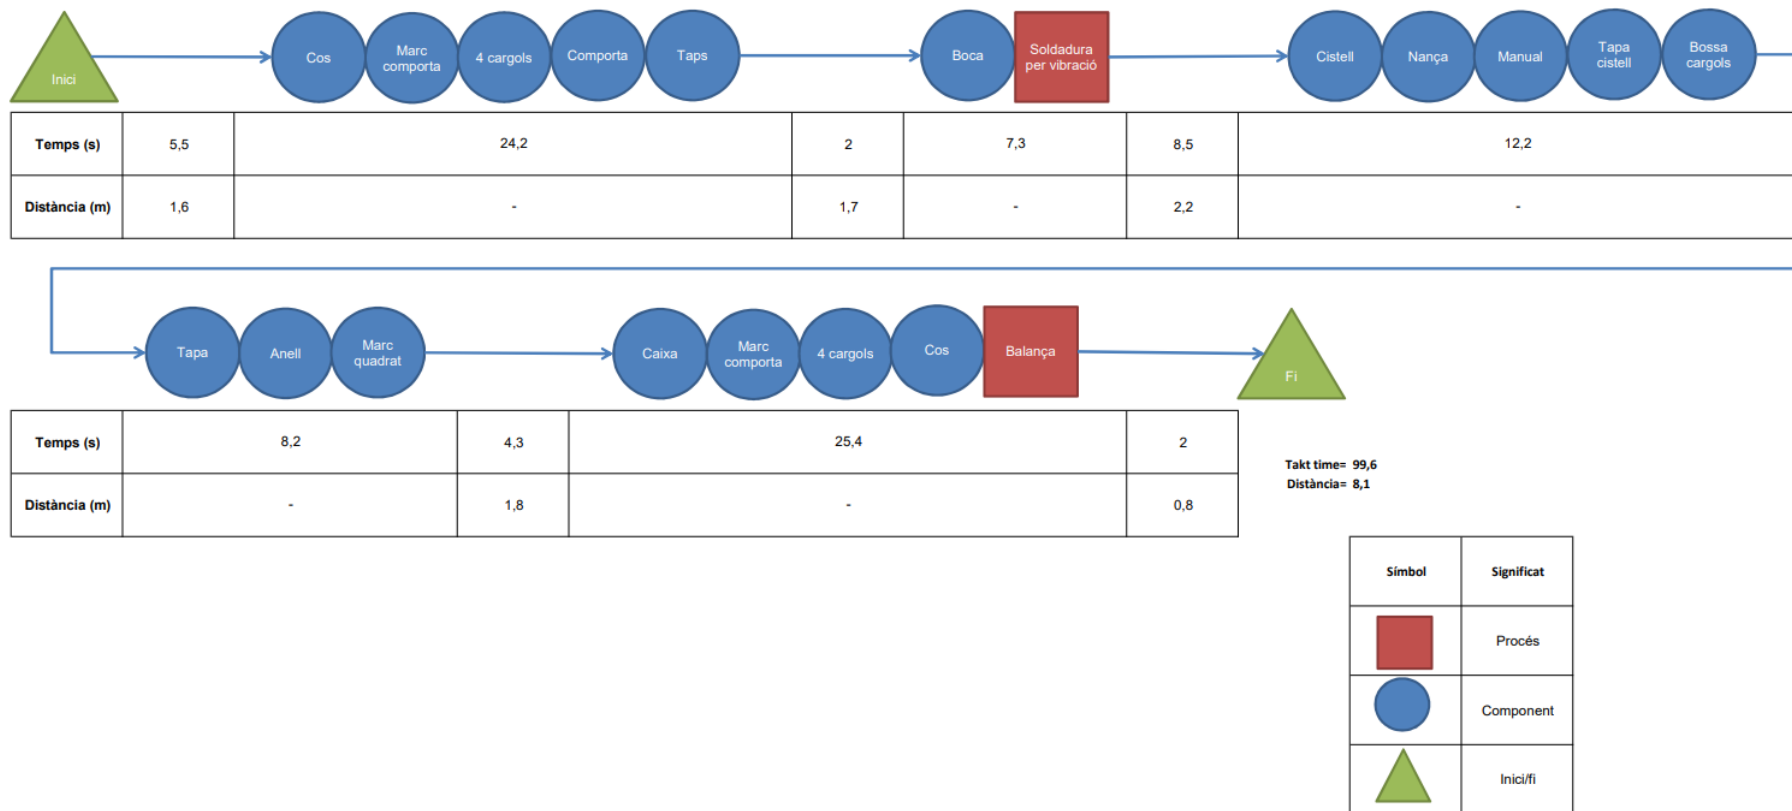 Inici
Cos
Marc
comporta
4 cargols
Comporta
Taps
Boca
Soldadura
per vibració
Cistell
Nança
Manual
Tapa
cistell
Bossa
cargols
Temps (s) 5,5 24,2 2 7,3 8,5 12,2
Distància (m) 1,6 - 1,7 - 2,2 -
Tapa
Anell
Marc
quadrat
Caixa
Marc
comporta
4 cargols
Cos
Balança
Fi
Temps (s) 8,2 4,3 25,4 2
Distància (m) - 1,8 - 0,8
Takt time= 99,6
Distància= 8,1
Símbol Significat
Procés
Component
Inici/fi